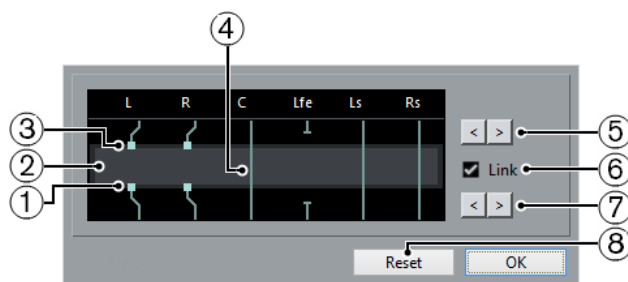 ④
L R C Lfe Ls Rs
③ < > ⑤
② Link ⑥
① < > ⑦
⑧
Reset OK